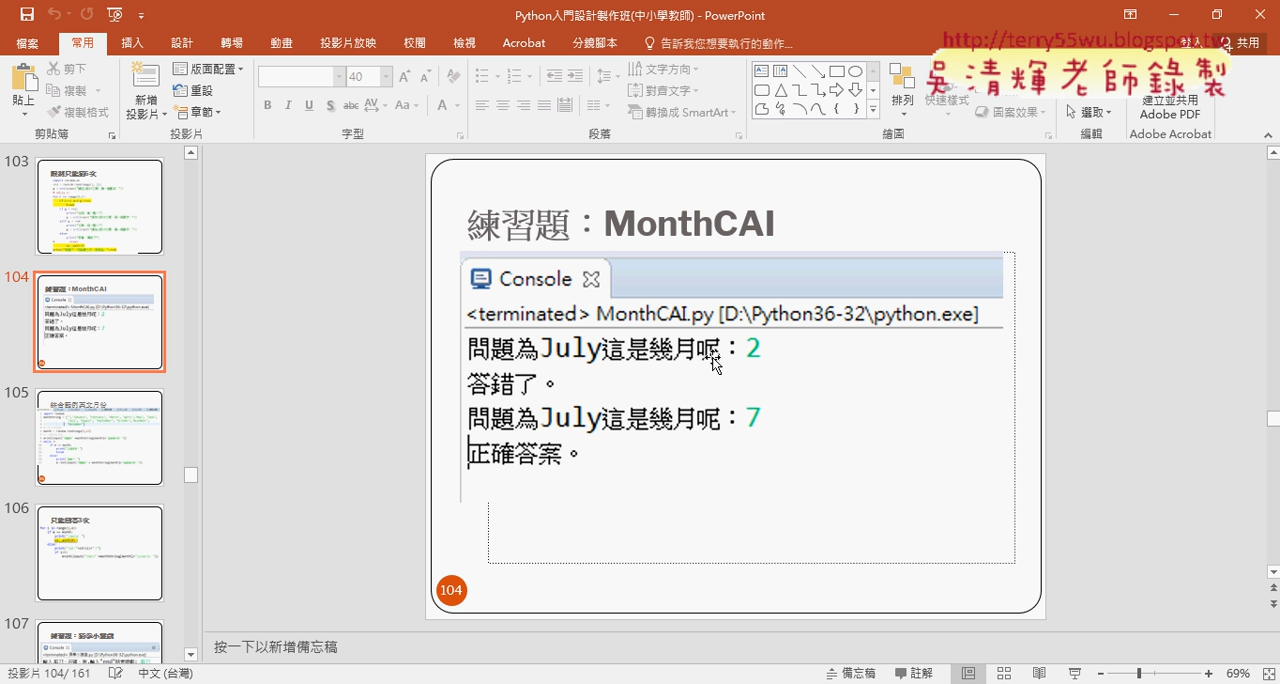 Python入門設計製作班(中小學教師) - PowerPoint
檔案 常用 插入 設計 轉場 動畫 投影片放映 校閱 檢視 Acrobat 分鏡腳本 告訴我您想要執行的動作... 登入 共用
http://terry55wu.blogspot.tw
吳清輝老師錄製
貼上 剪下 複製 複製格式 剪貼簿
新增投影片 版面配置 重設 章節 投影片
40
B I U S abc AV Aa A 字型
文字方向 對齊文字 轉換成 SmartArt 段落
排列 快速樣式 圖案效果 繪圖
選取 編輯
建立並共用 Adobe PDF
Adobe Acrobat
103
104
練習題：MonthCAI
105
106
107
練習題：MonthCAI
Console
<terminated> MonthCAI.py [D:\Python36-32\python.exe]
問題為July這是幾月呢：2
答錯了。
問題為July這是幾月呢：7
正確答案。
104
按一下以新增備忘稿
投影片 104/161 中文 (台灣) 備忘稿 註解 69%